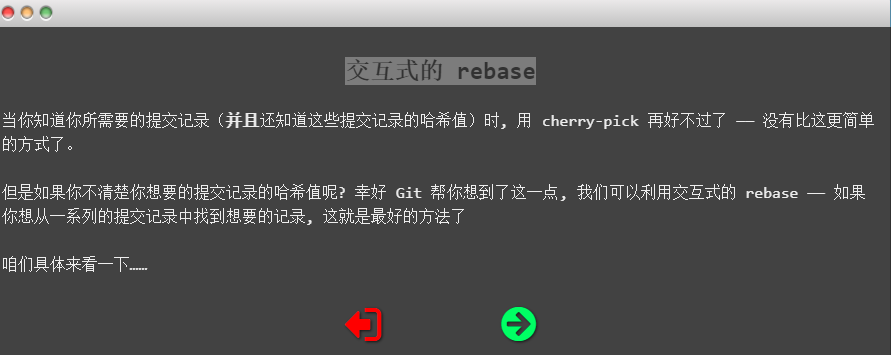 交互式的 rebase
当你知道你所需要的提交记录（并且还知道这些提交记录的哈希值）时, 用 cherry-pick 再好不过了 —— 没有比这更简单
的方式了。
但是如果你不清楚你想要的提交记录的哈希值呢? 幸好 Git 帮你想到了这一点, 我们可以利用交互式的 rebase —— 如果
你想从一系列的提交记录中找到想要的记录, 这就是最好的方法了
咱们具体来看一下……